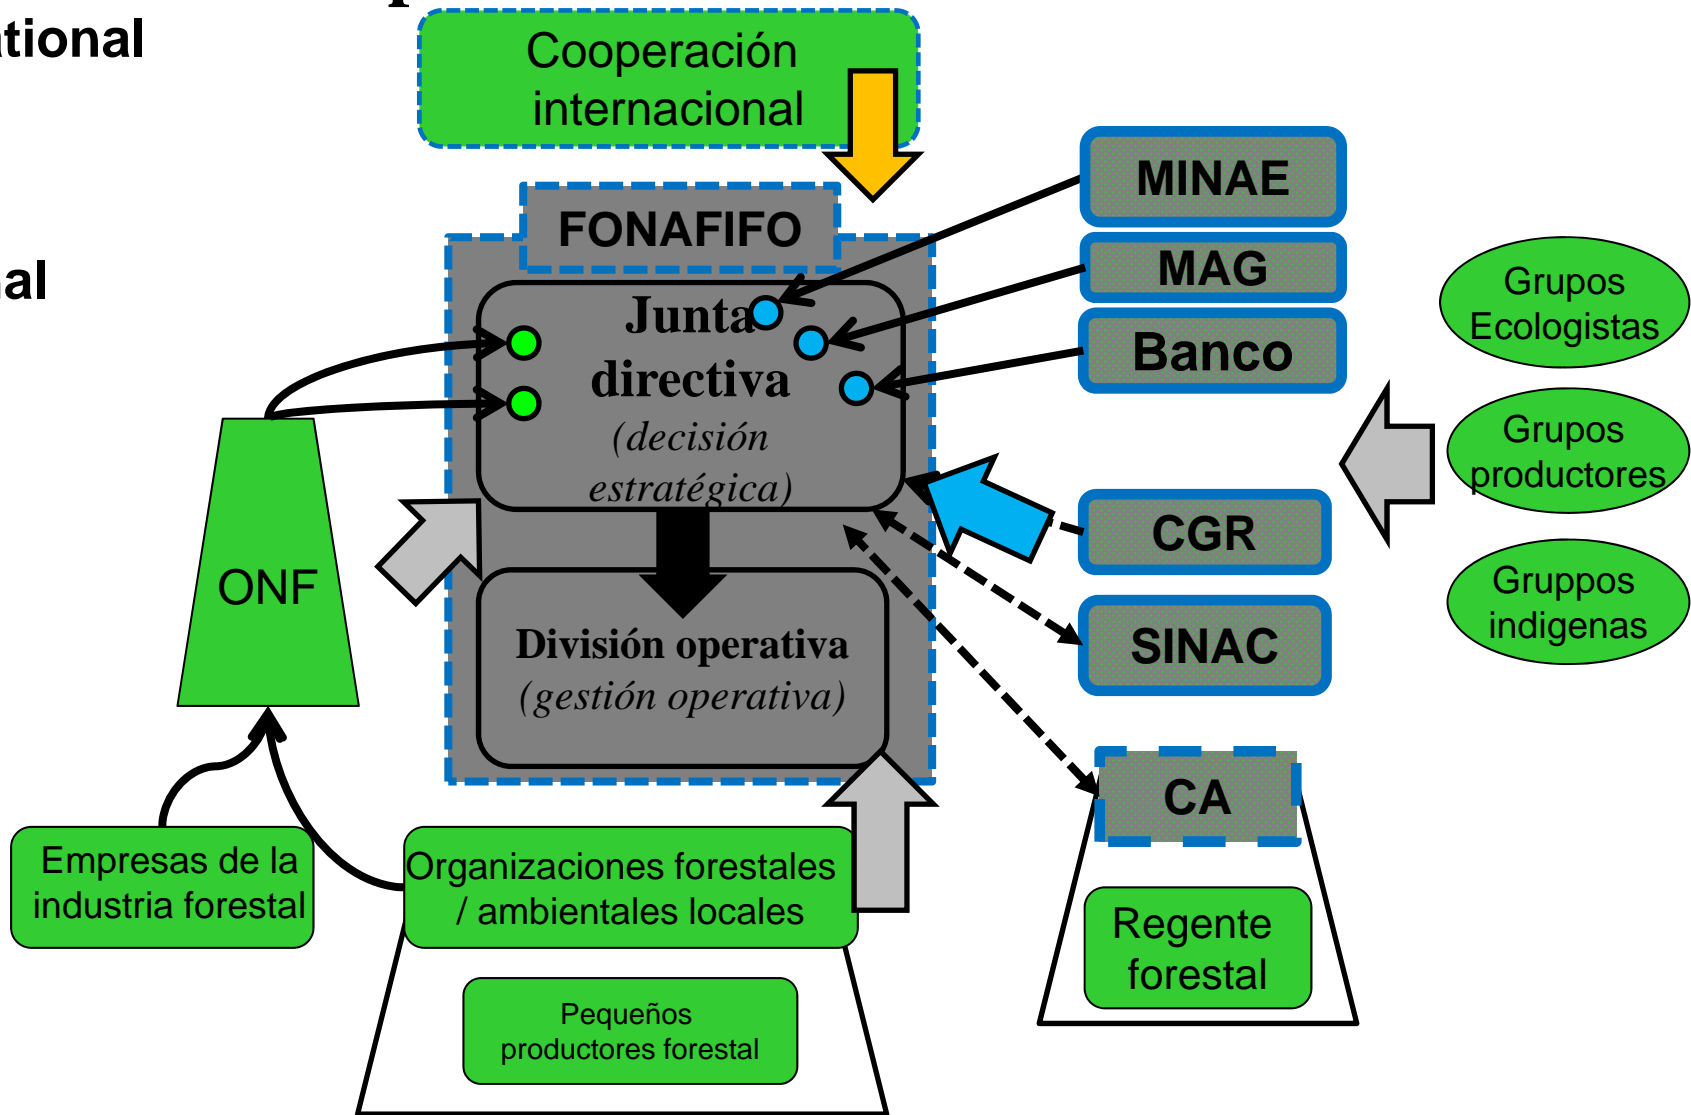 Cooperación
internacional
FONAFIFO
Junta
directiva
(decisión
estratégica)
División operativa
(gestión operativa)
MINAE
MAG
Banco
CGR
SINAC
CA
Regente
forestal
Grupos
Ecologistas
Grupos
productores
Gruppos
indigenas
ONF
Empresas de la
industria forestal
Organizaciones forestales
/ ambientales locales
Pequeños
productores forestal